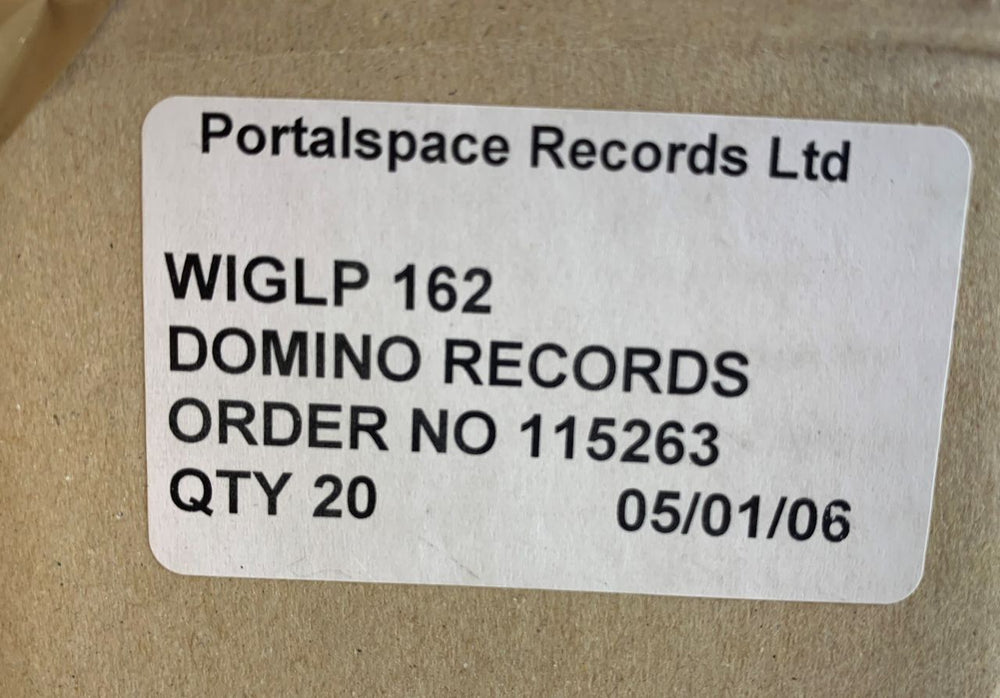 Portalspace Records Ltd
WIGLP 162
DOMINO RECORDS
ORDER NO 115263
QTY 20 05/01/06